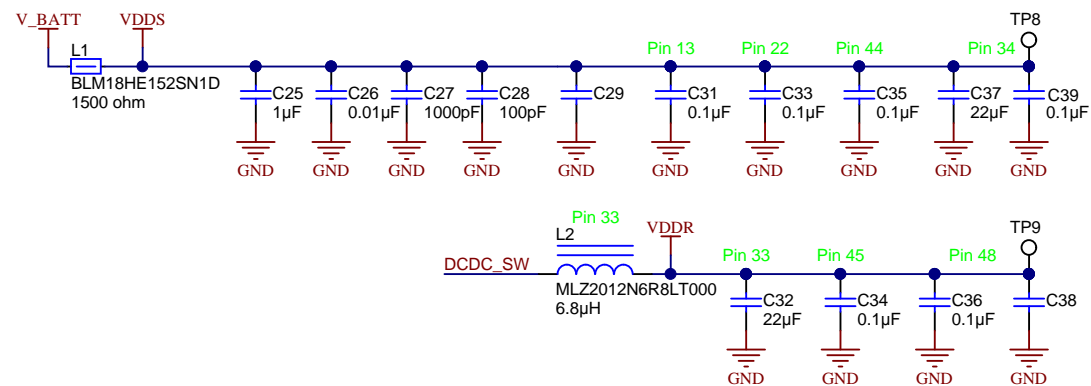 V_BATT
VDDS
TP8
L1
Pin 13
Pin 22
Pin 44
Pin 34
BLM18HE152SN1D
1500 ohm
C25
1µF
C26
0.01µF
C27
1000pF
C28
100pF
C29
C31
0.1µF
C33
0.1µF
C35
0.1µF
C37
22µF
C39
0.1µF
GND
GND
GND
GND
GND
GND
GND
GND
GND
GND
Pin 33
L2
VDDR
TP9
DCDC_SW
Pin 33
Pin 45
Pin 48
MLZ2012N6R8LT000
6.8µH
C32
22µF
C34
0.1µF
C36
0.1µF
C38
GND
GND
GND
GND